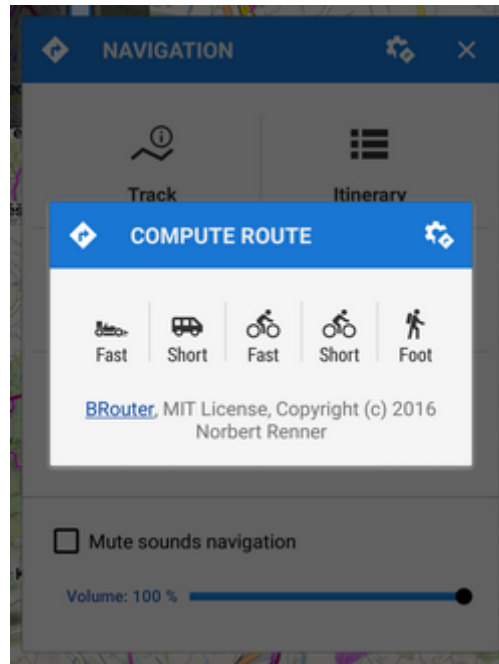 NAVIGATION
Track
Itinerary
COMPUTE ROUTE
Fast
Short
Fast
Short
Foot
BRouter, MIT License, Copyright (c) 2016
Norbert Renner
Mute sounds navigation
Volume: 100 %